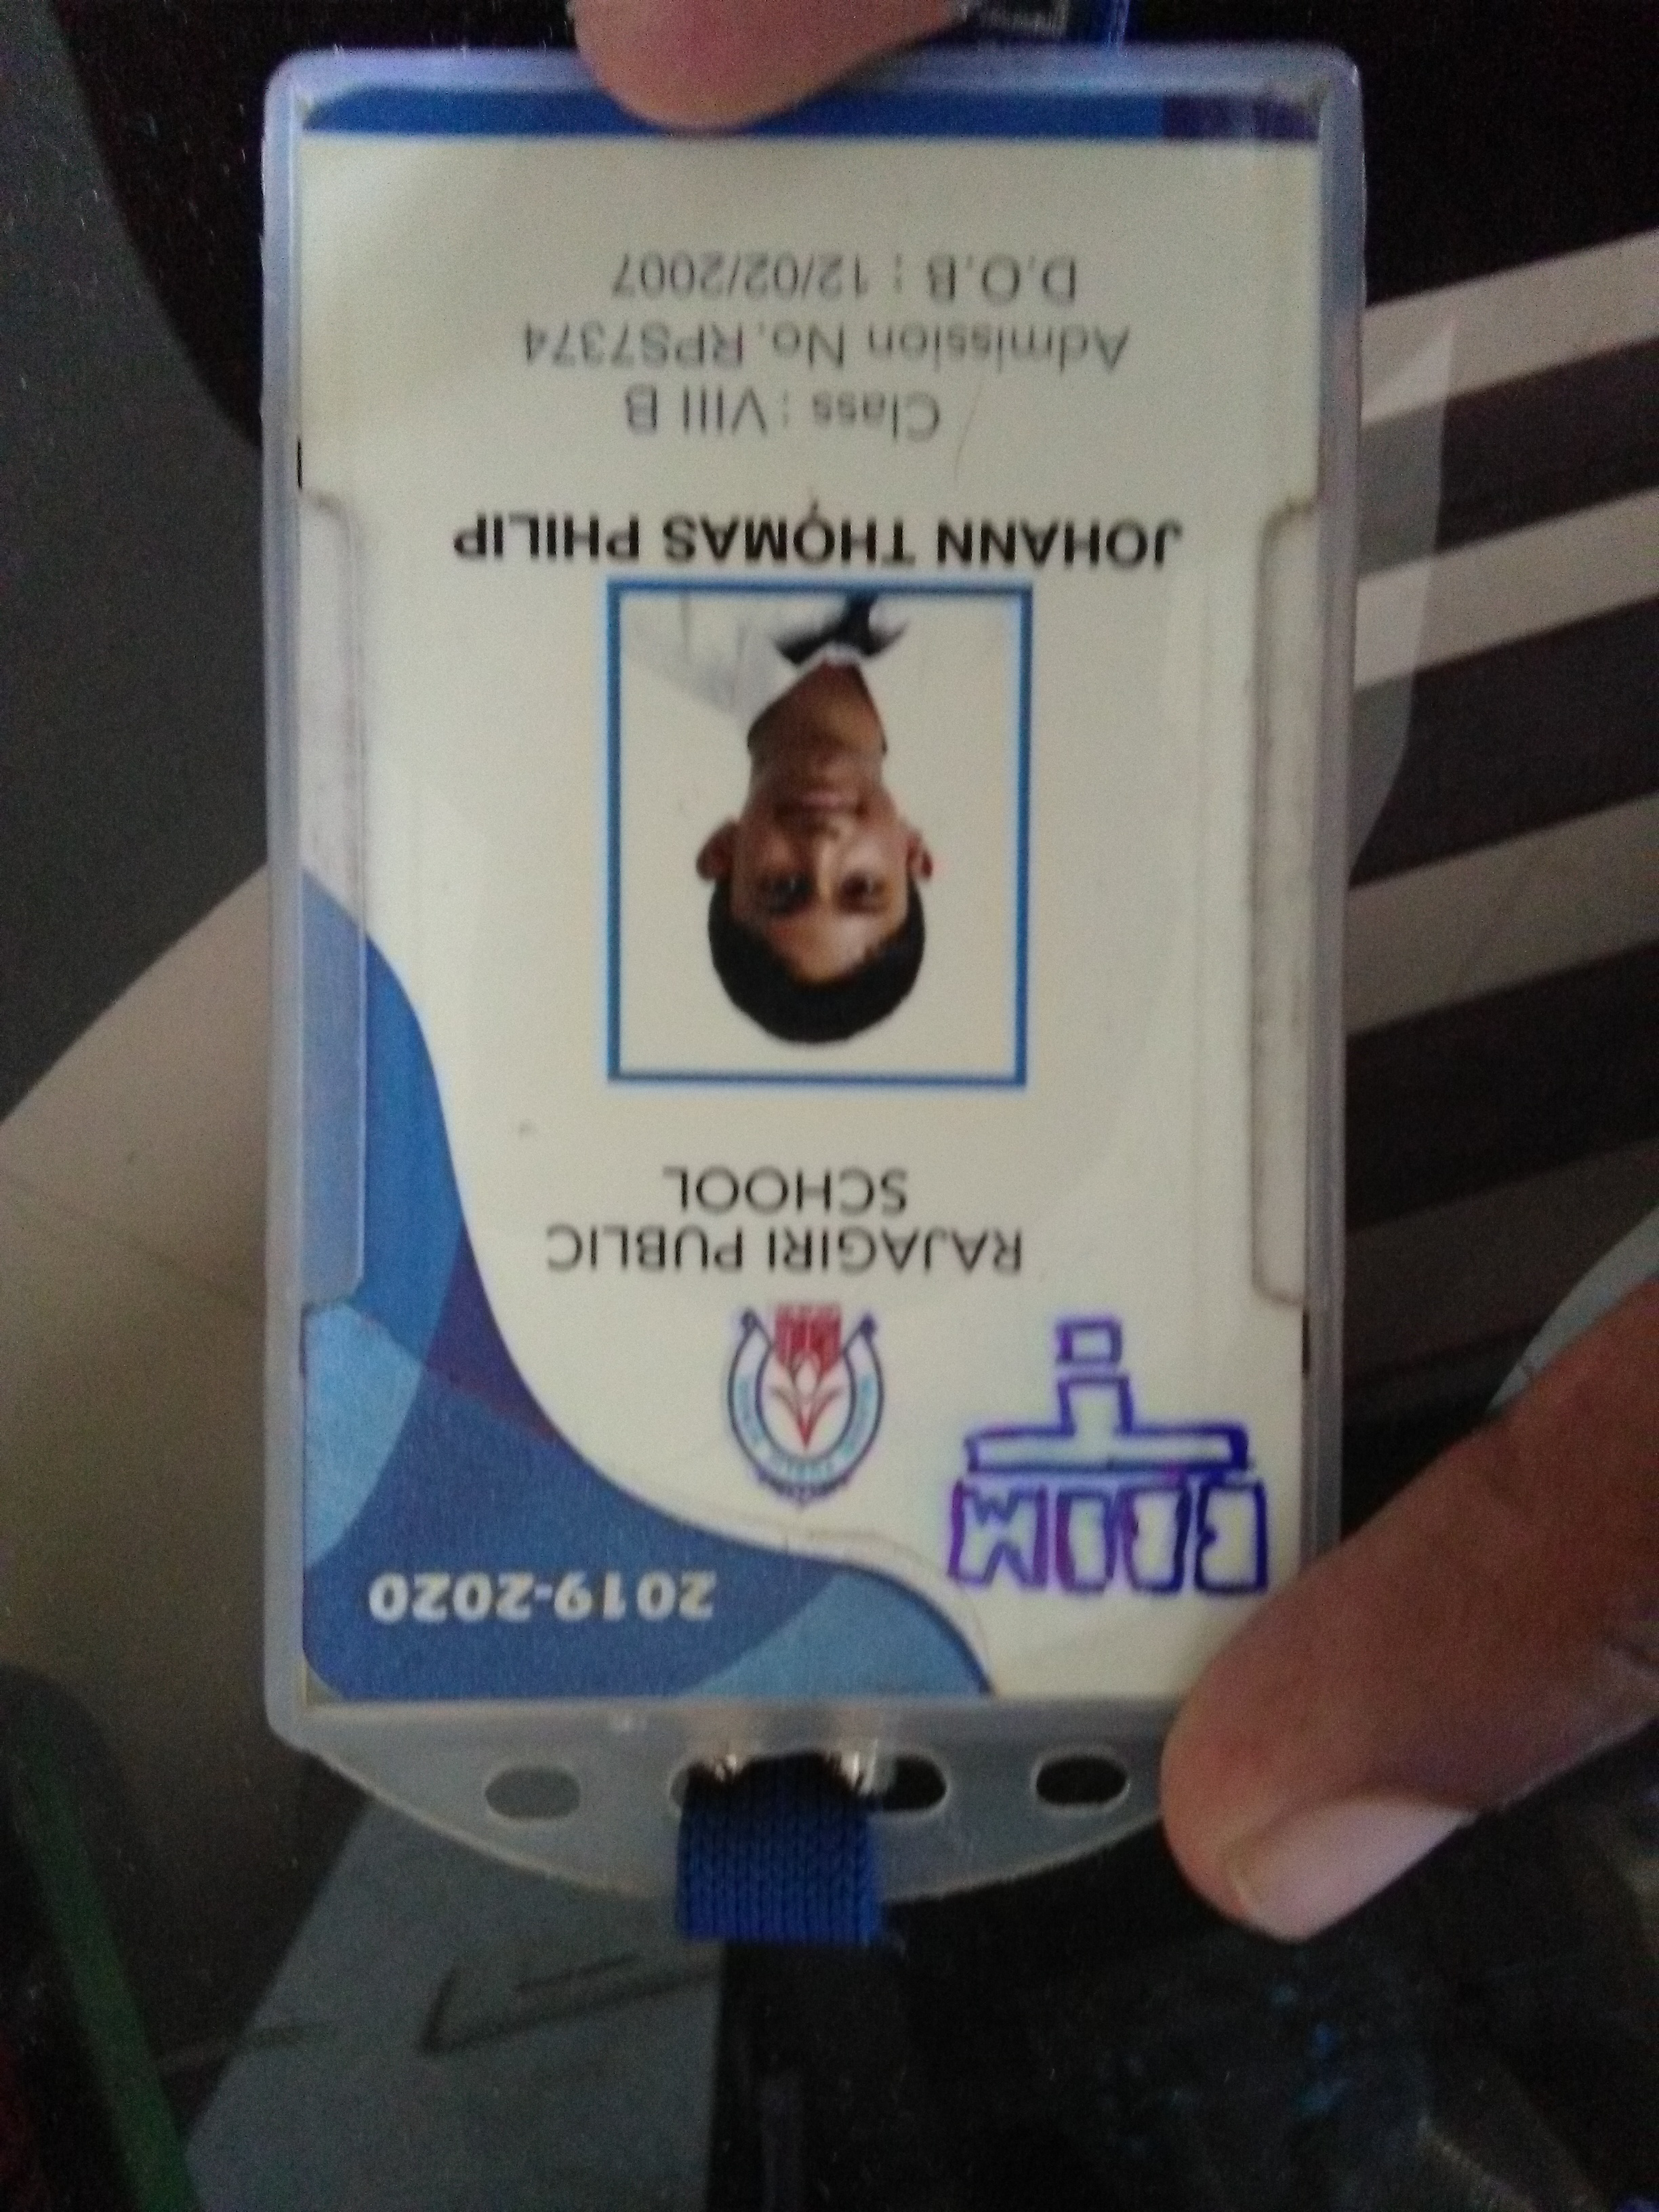 2019-2020
RAJAGIRI PUBLIC
SCHOOL
JOHANN THOMAS PHILIP
Class : VIII B
Admission No.RPS7374
D.O.B : 12/02/2007